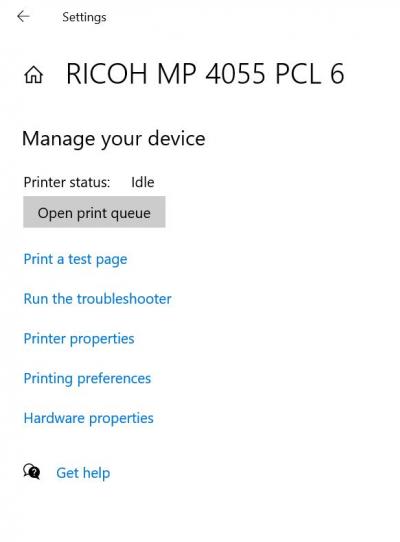 Settings
RICOH MP 4055 PCL 6
Manage your device
Printer status: Idle
Open print queue
Print a test page
Run the troubleshooter
Printer properties
Printing preferences
Hardware properties
Get help